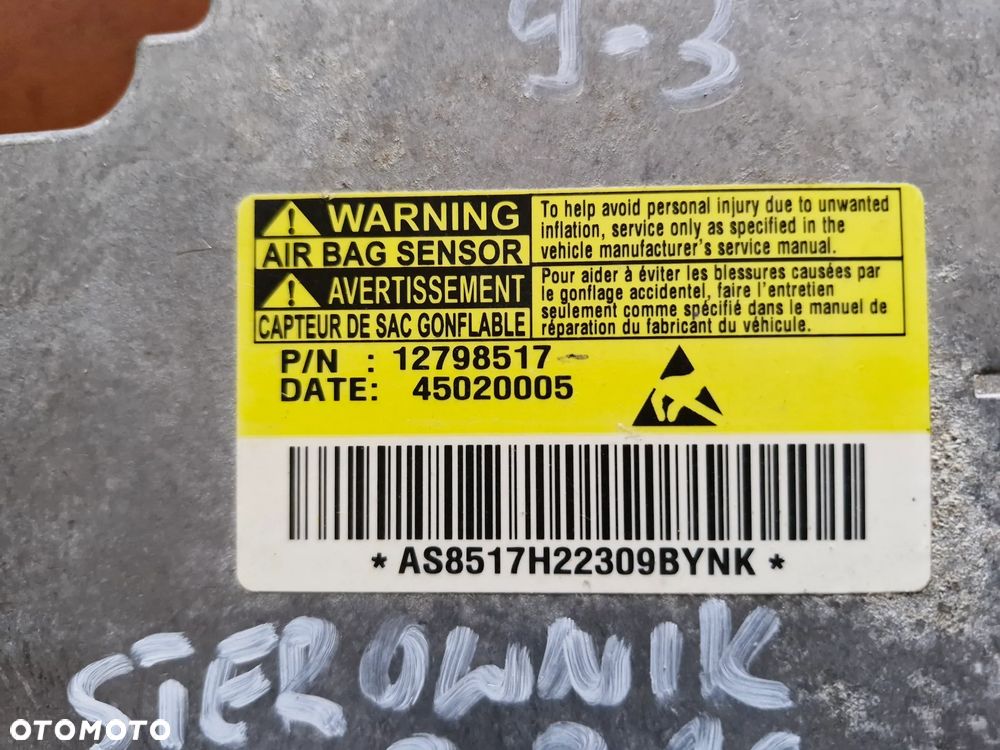 9-3
WARNING
AIR BAG SENSOR
To help avoid personal injury due to unwanted
inflation, service only as specified in the
vehicle manufacturer's service manual.
AVERTISSEMENT
CAPTEUR DE SAC GONFLABLE
Pour aider à éviter les blessures causées par
le gonflage accidentel, faire l'entretien
seulement comme spécifié dans le manuel de
réparation du fabricant du véhicule.
P/N : 12798517
DATE: 45020005
* AS8517H22309BYNK *
STEROWNIK
OTOMOTO